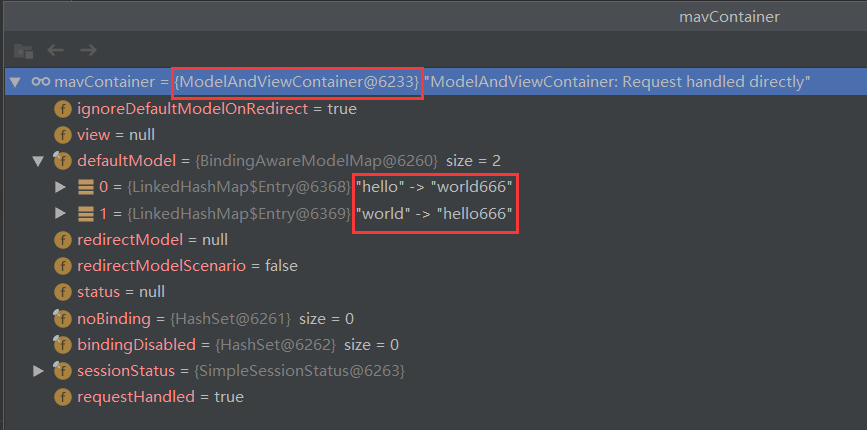 mavContainer
mavContainer = {ModelAndViewContainer@6233} "ModelAndViewContainer: Request handled directly"
f ignoreDefaultModelOnRedirect = true
f view = null
f defaultModel = {BindingAwareModelMap@6260} size = 2
0 = {LinkedHashMap$Entry@6368} "hello" -> "world666"
1 = {LinkedHashMap$Entry@6369} "world" -> "hello666"
f redirectModel = null
f redirectModelScenario = false
f status = null
f noBinding = {HashSet@6261} size = 0
f bindingDisabled = {HashSet@6262} size = 0
f sessionStatus = {SimpleSessionStatus@6263}
f requestHandled = true